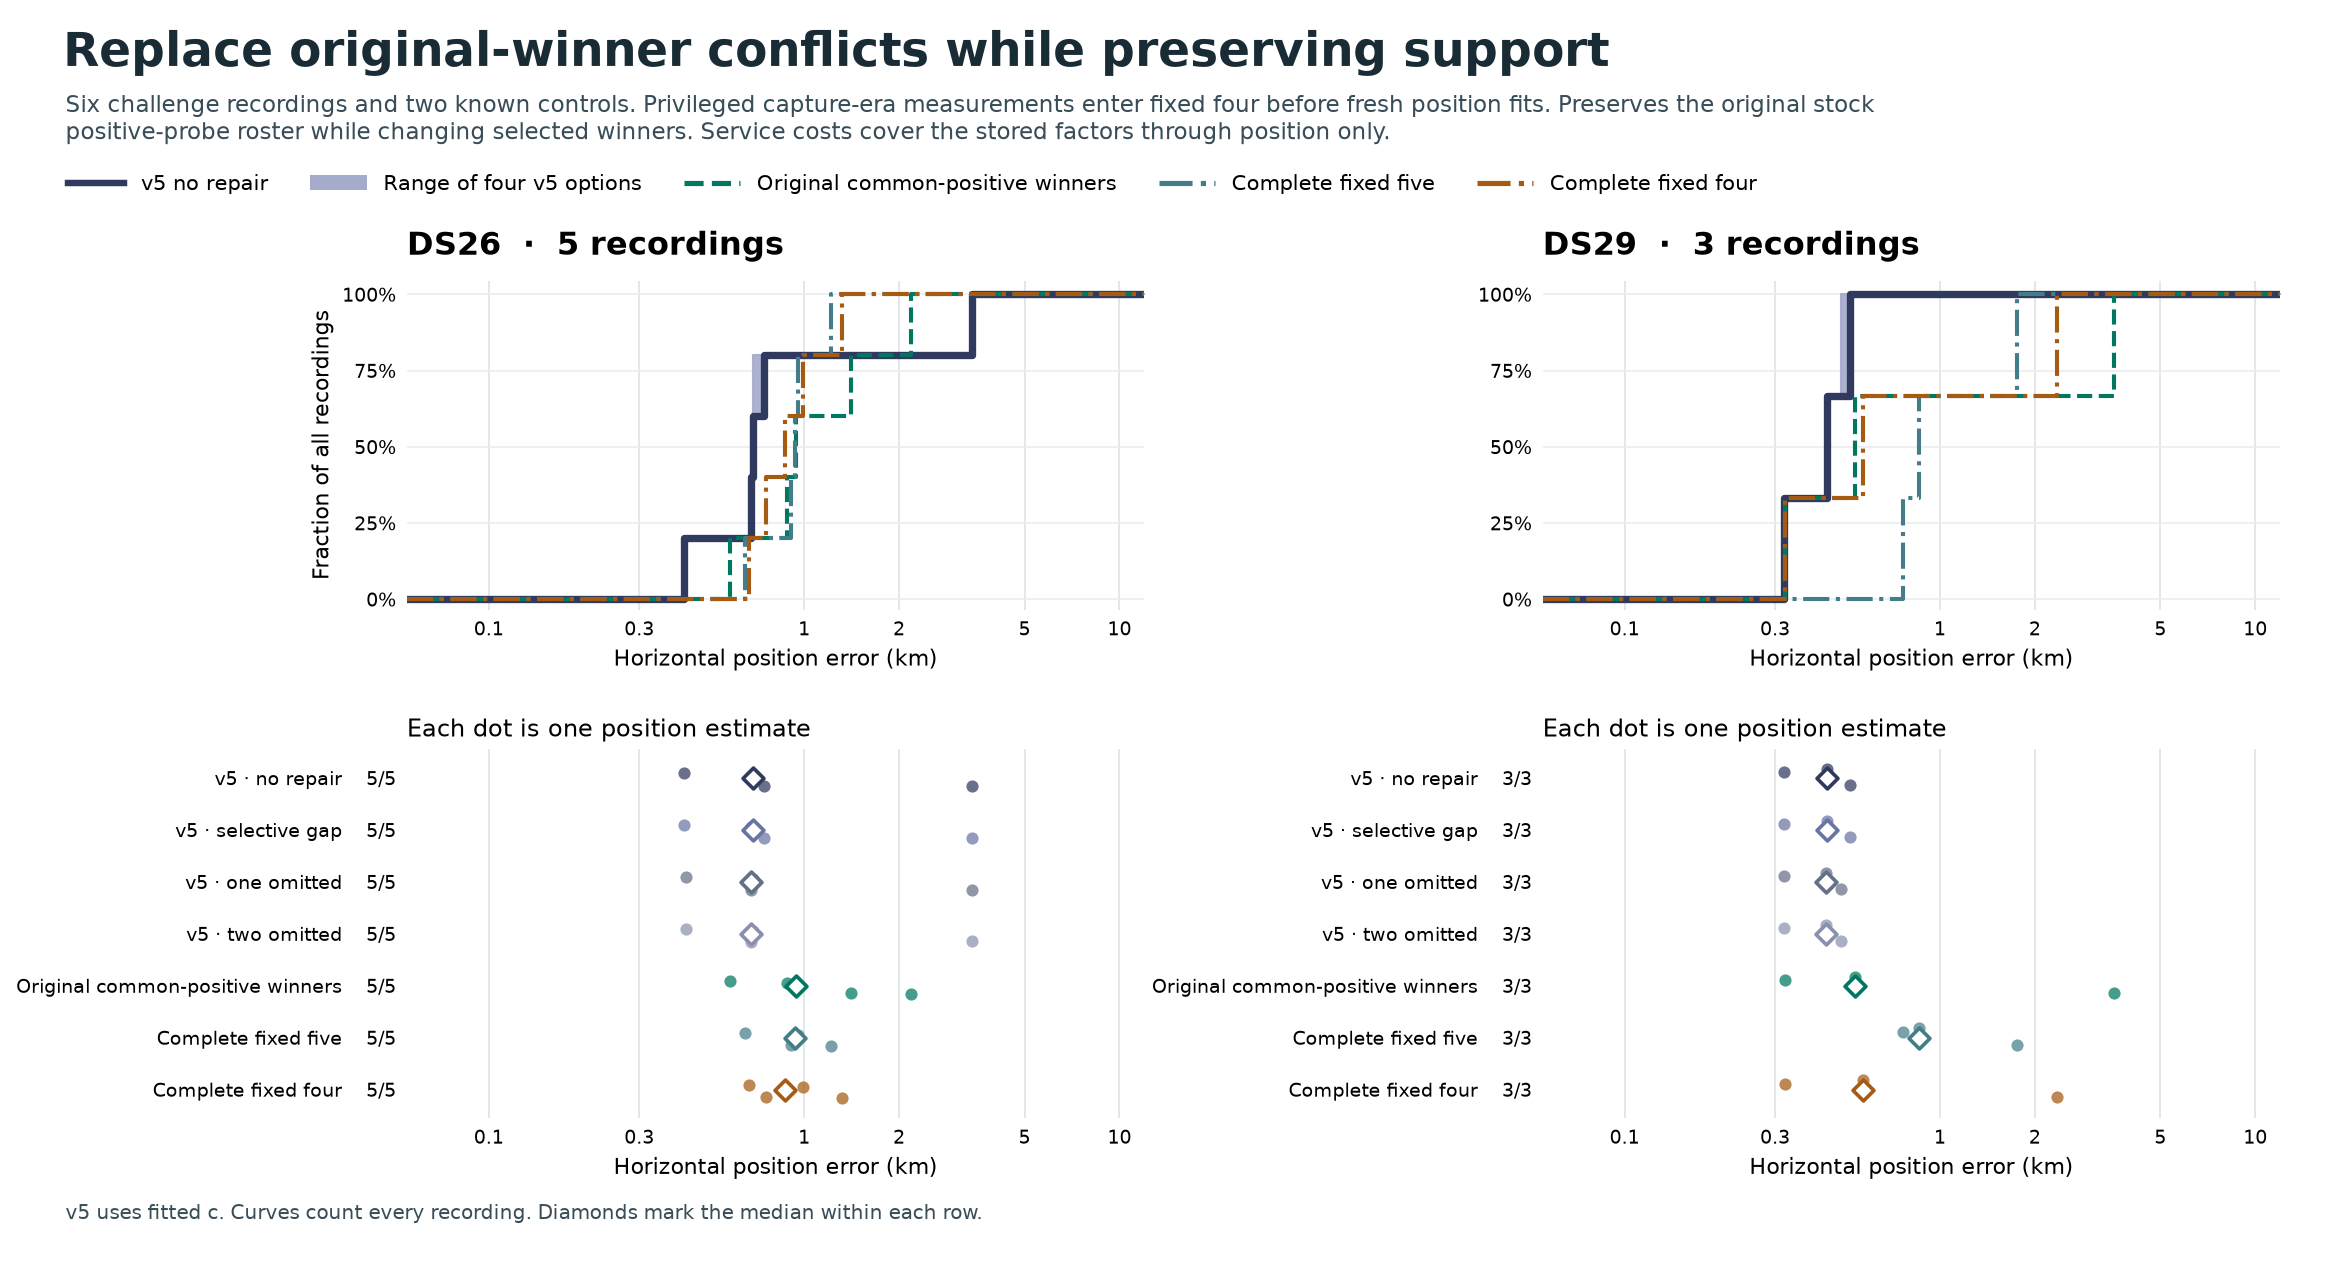 Replace original-winner conflicts while preserving support
Six challenge recordings and two known controls. Privileged capture-era measurements enter fixed four before fresh position fits. Preserves the original stock
positive-probe roster while changing selected winners. Service costs cover the stored factors through position only.
v5 no repair
Range of four v5 options
Original common-positive winners
Complete fixed five
Complete fixed four
DS26 · 5 recordings
Fraction of all recordings
100%
75%
50%
25%
0%
0.1 0.3 1 2 5 10
Horizontal position error (km)
DS29 · 3 recordings
100%
75%
50%
25%
0%
0.1 0.3 1 2 5 10
Horizontal position error (km)
Each dot is one position estimate
v5 · no repair 5/5
v5 · selective gap 5/5
v5 · one omitted 5/5
v5 · two omitted 5/5
Original common-positive winners 5/5
Complete fixed five 5/5
Complete fixed four 5/5
0.1 0.3 1 2 5 10
Horizontal position error (km)
Each dot is one position estimate
v5 · no repair 3/3
v5 · selective gap 3/3
v5 · one omitted 3/3
v5 · two omitted 3/3
Original common-positive winners 3/3
Complete fixed five 3/3
Complete fixed four 3/3
0.1 0.3 1 2 5 10
Horizontal position error (km)
v5 uses fitted c. Curves count every recording. Diamonds mark the median within each row.